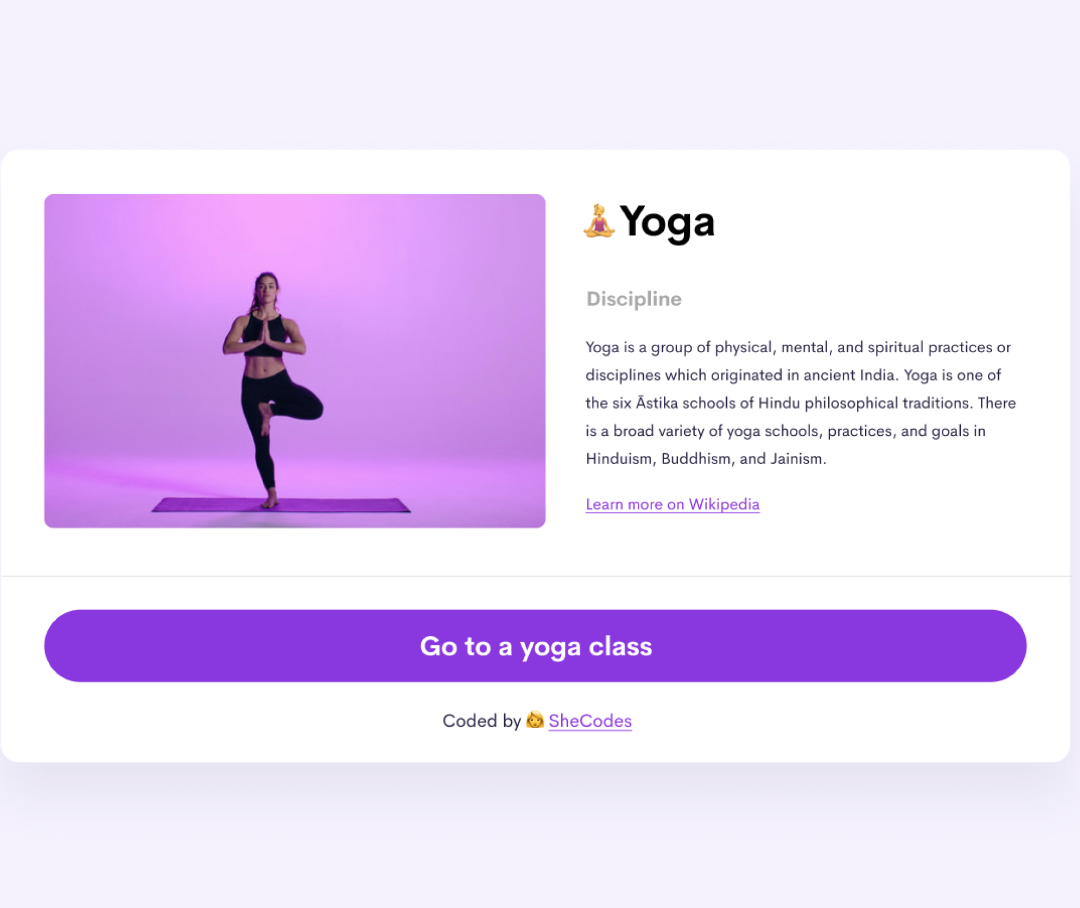 🧘‍♀️Yoga
Discipline
Yoga is a group of physical, mental, and spiritual practices or
disciplines which originated in ancient India. Yoga is one of
the six Āstika schools of Hindu philosophical traditions. There
is a broad variety of yoga schools, practices, and goals in
Hinduism, Buddhism, and Jainism.
Learn more on Wikipedia
Go to a yoga class
Coded by 👩 SheCodes